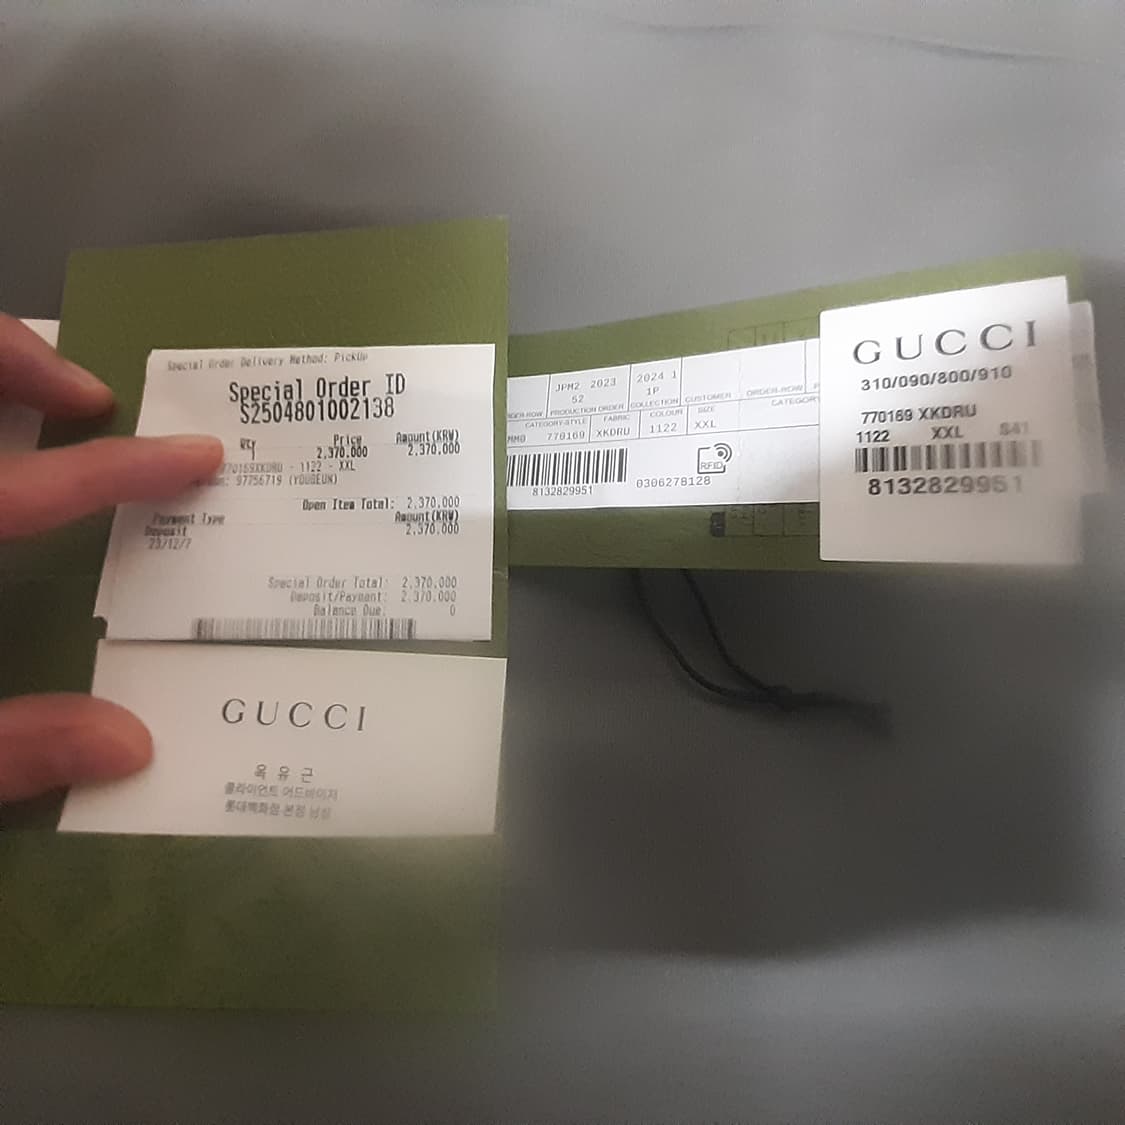 Special Order Delivery Method: PickUp
Special Order ID
S2504801002138
Qty Price Amount(KRW)
1 2.370.000 2.370.000
770169XKDRU - 1122 - XXL
97756719 (YOUGEUN)
Open Item Total: 2.370.000
Payment Type Amount(KRW)
Deposit 2.370.000
23/12/7
Special Order Total: 2.370.000
Deposit/Payment: 2.370.000
Balance Due: 0
GUCCI
옥 유 근
클라이언트 어드바이저
롯데백화점 본점 남성
JPM2 2023 2024 1
52 1P
PRODUCTION ORDER COLLECTION CUSTOMER ORDER-ROW
CATEGORY-STYLE FABRIC COLOUR SIZE CATEGORY
770169 XKDRU 1122 XXL
RFID
8132829951 0306278128
GUCCI
310/090/800/910
770169 XKDRU
1122 XXL S41
8132829951